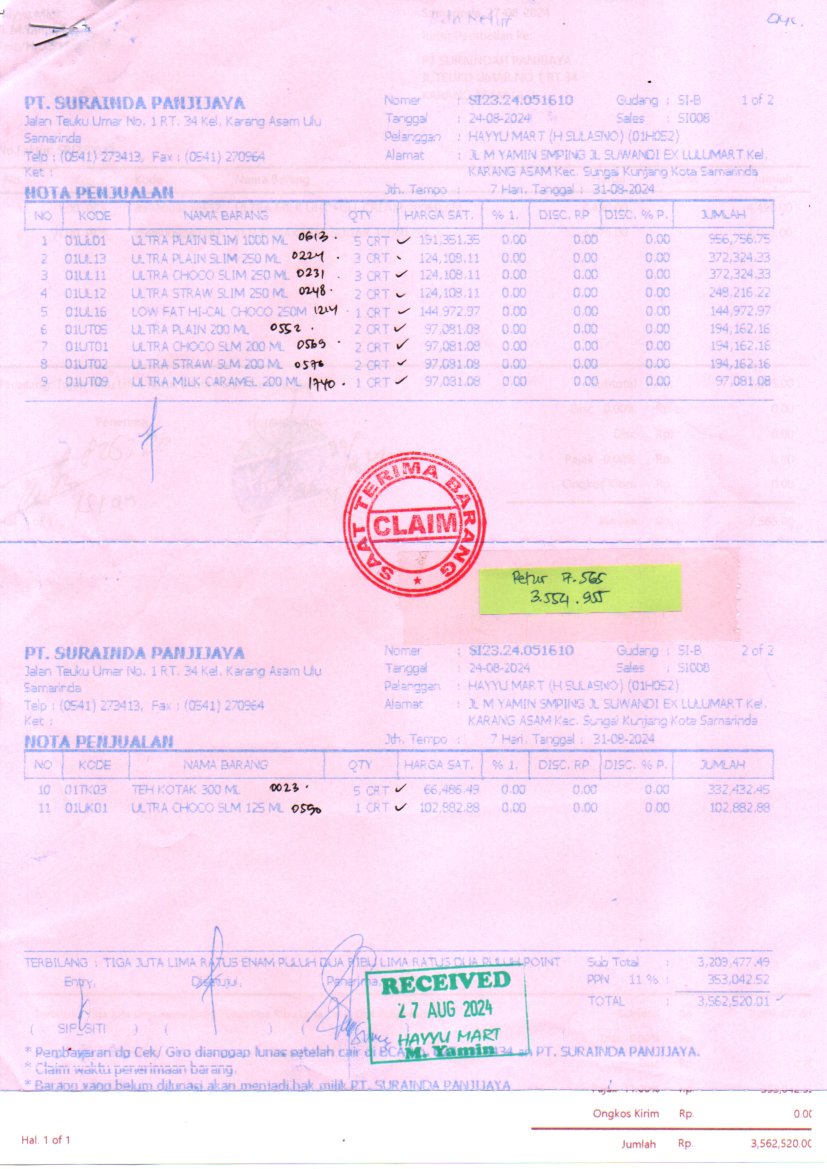 27-08-2024
PT. SURAINDA PANJIJAYA
Jalan Teuku Umar No. 1 RT. 34 Kel. Karang Asam Ulu
Samarinda
Telp : (0541) 273413, Fax : (0541) 270964
Ket :
NOTA PENJUALAN
Nomer : SI23.24.051610 Gudang : SI-B 1 of 2
Tanggal : 24-08-2024 Sales : SI008
Pelanggan : HAYYU MART (H SULASNO) (01H052)
Alamat : JL M YAMIN SMPING JL SUWANDI EX LULUMART Kel.
KARANG ASAM Kec. Sungai Kunjang Kota Samarinda
Jth. Tempo : 7 Hari. Tanggal : 31-08-2024
NO KODE NAMA BARANG QTY HARGA SAT. % 1. DISC. RP DISC. % P. JUMLAH
1 01UL01 ULTRA PLAIN SLIM 1000 ML 0613 . 5 CRT ✓ 191,351.35 0.00 0.00 0.00 956,756.75
2 01UL13 ULTRA PLAIN SLIM 250 ML 0224 . 3 CRT ✓ 124,108.11 0.00 0.00 0.00 372,324.33
3 01UL11 ULTRA CHOCO SLIM 250 ML 0231 . 3 CRT ✓ 124,108.11 0.00 0.00 0.00 372,324.33
4 01UL12 ULTRA STRAW SLIM 250 ML 0248 . 2 CRT ✓ 124,108.11 0.00 0.00 0.00 248,216.22
5 01UL16 LOW FAT HI-CAL CHOCO 250M 1214 . 1 CRT ✓ 144,972.97 0.00 0.00 0.00 144,972.97
6 01UT05 ULTRA PLAIN 200 ML 0552 . 2 CRT ✓ 97,081.08 0.00 0.00 0.00 194,162.16
7 01UT01 ULTRA CHOCO SLM 200 ML 0569 . 2 CRT ✓ 97,081.08 0.00 0.00 0.00 194,162.16
8 01UT02 ULTRA STRAW SLM 200 ML 0576 2 CRT ✓ 97,081.08 0.00 0.00 0.00 194,162.16
9 01UT09 ULTRA MILK CARAMEL 200 ML 1740 . 1 CRT ✓ 97,081.08 0.00 0.00 0.00 97,081.08
SAAT TERIMA BARANG
CLAIM
Retur 7.565
3.554.955
PT. SURAINDA PANJIJAYA
Jalan Teuku Umar No. 1 RT. 34 Kel. Karang Asam Ulu
Samarinda
Telp : (0541) 273413, Fax : (0541) 270964
Ket :
NOTA PENJUALAN
Nomer : SI23.24.051610 Gudang : SI-B 2 of 2
Tanggal : 24-08-2024 Sales : SI008
Pelanggan : HAYYU MART (H SULASNO) (01H052)
Alamat : JL M YAMIN SMPING JL SUWANDI EX LULUMART Kel.
KARANG ASAM Kec. Sungai Kunjang Kota Samarinda
Jth. Tempo : 7 Hari. Tanggal : 31-08-2024
NO KODE NAMA BARANG QTY HARGA SAT. % 1. DISC. RP DISC. % P. JUMLAH
10 01TK03 TEH KOTAK 300 ML 0023 . 5 CRT ✓ 66,486.49 0.00 0.00 0.00 332,432.45
11 01UK01 ULTRA CHOCO SLM 125 ML 0550 1 CRT ✓ 102,882.88 0.00 0.00 0.00 102,882.88
TERBILANG : TIGA JUTA LIMA RATUS ENAM PULUH DUA RIBU LIMA RATUS DUA PULUH POINT
Sub Total : 3,209,477.49
PPN 11 % : 353,042.52
TOTAL : 3,562,520.01
Entry, Disetujui, Penerima,
( SIF_SITI ) ( ) (
RECEIVED
27 AUG 2024
HAYYU MART
M. Yamin
* Pembayaran dg Cek/ Giro dianggap lunas setelah cair di BCA an PT. SURAINDA PANJIJAYA.
* Claim waktu penerimaan barang.
* Barang yang belum dilunasi akan menjadi hak milik PT. SURAINDA PANJIJAYA
Ongkos Kirim Rp. 0.00
Hal. 1 of 1
Jumlah Rp. 3,562,520.00